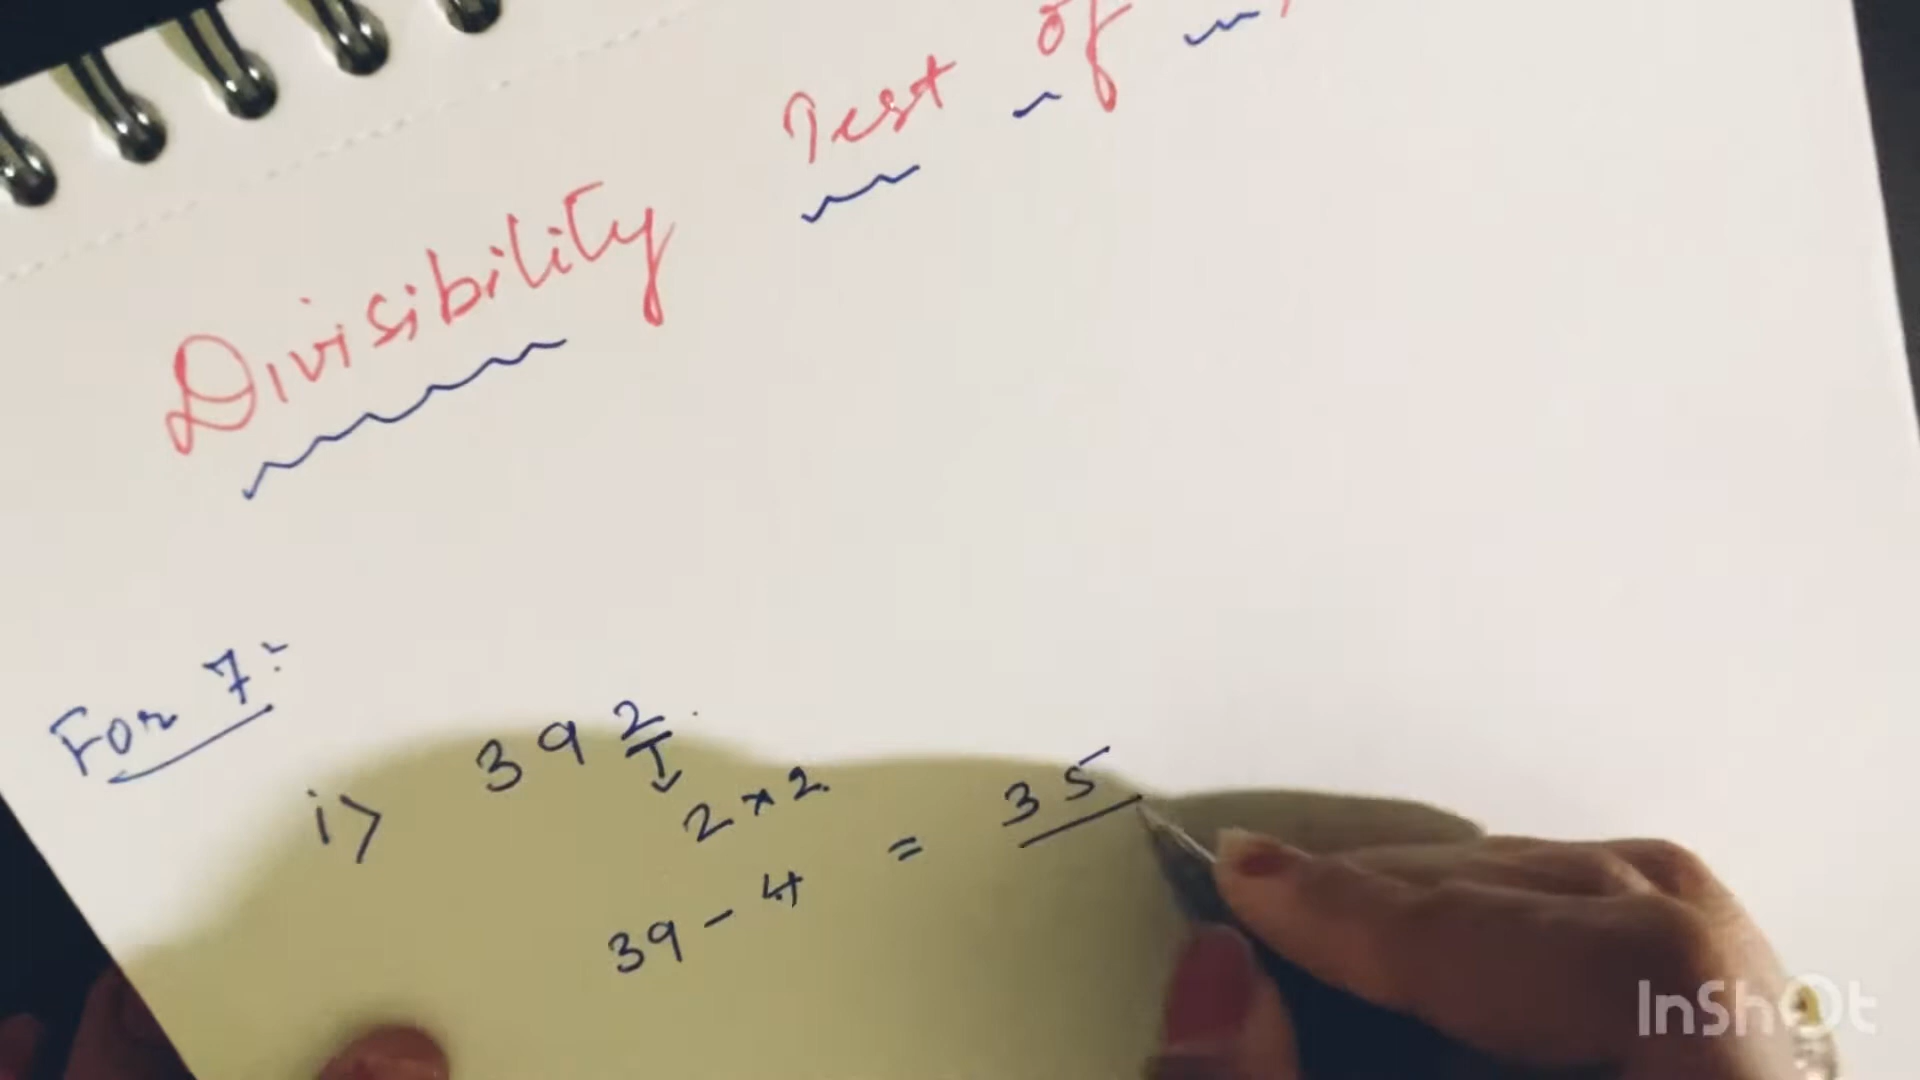 Divisibility Test of
For 7:-
i> 392
2 × 2
39 - 4 = 35
InShOt